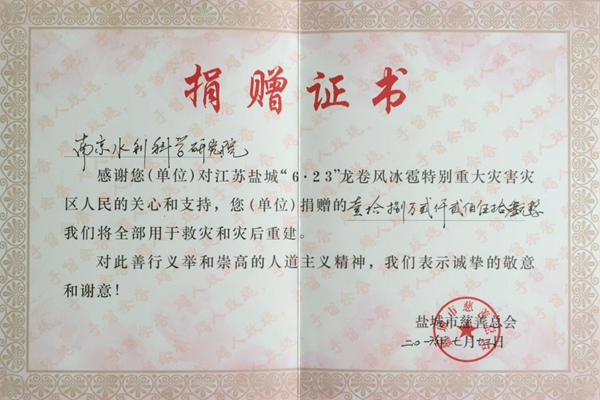 捐赠证书
南京水利科学研究院
感谢您(单位)对江苏盐城“6·23”龙卷风冰雹特别重大灾害灾
区人民的关心和支持，您(单位)捐赠的壹拾捌万贰仟贰佰伍拾
我们将全部用于救灾和灾后重建。
对此善行义举和崇高的人道主义精神，我们表示诚挚的敬意
和谢意！
盐城市慈善总会
二〇一六年七月 日